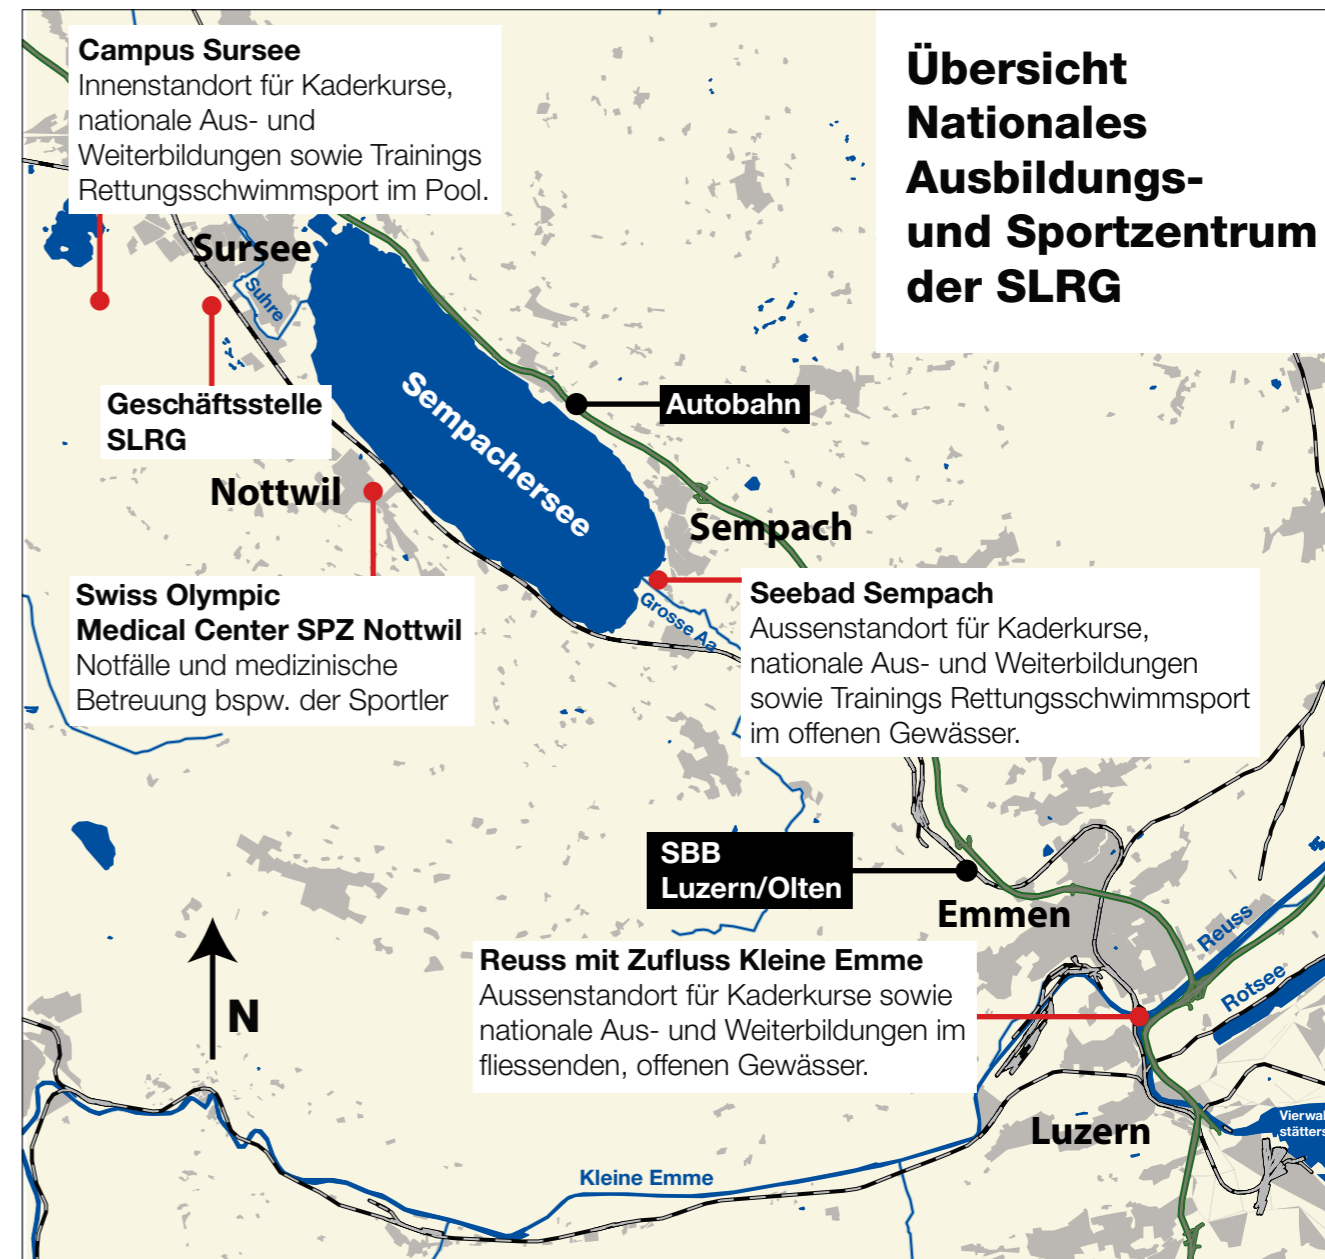 Campus Sursee
Innenstandort für Kaderkurse,
nationale Aus- und
Weiterbildungen sowie Trainings
Rettungsschwimmsport im Pool.
Übersicht
Nationales
Ausbildungs-
und Sportzentrum
der SLRG
Sursee
Suhre
Geschäftsstelle
SLRG
Sempachersee
Autobahn
Nottwil
Sempach
Swiss Olympic
Medical Center SPZ Nottwil
Notfälle und medizinische
Betreuung bspw. der Sportler
Grosse Aa
Seebad Sempach
Aussenstandort für Kaderkurse,
nationale Aus- und Weiterbildungen
sowie Trainings Rettungsschwimmsport
im offenen Gewässer.
SBB
Luzern/Olten
Emmen
Reuss
Rotsee
Reuss mit Zufluss Kleine Emme
Aussenstandort für Kaderkurse sowie
nationale Aus- und Weiterbildungen im
fliessenden, offenen Gewässer.
N
Luzern
Vierwal
stätters
Kleine Emme